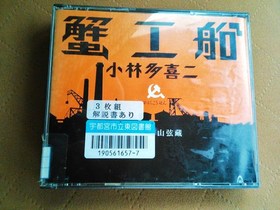 蟹工船
小林多喜二
3枚組
解説書あり
宇都宮市立東図書館
190561657-7
山弦蔵